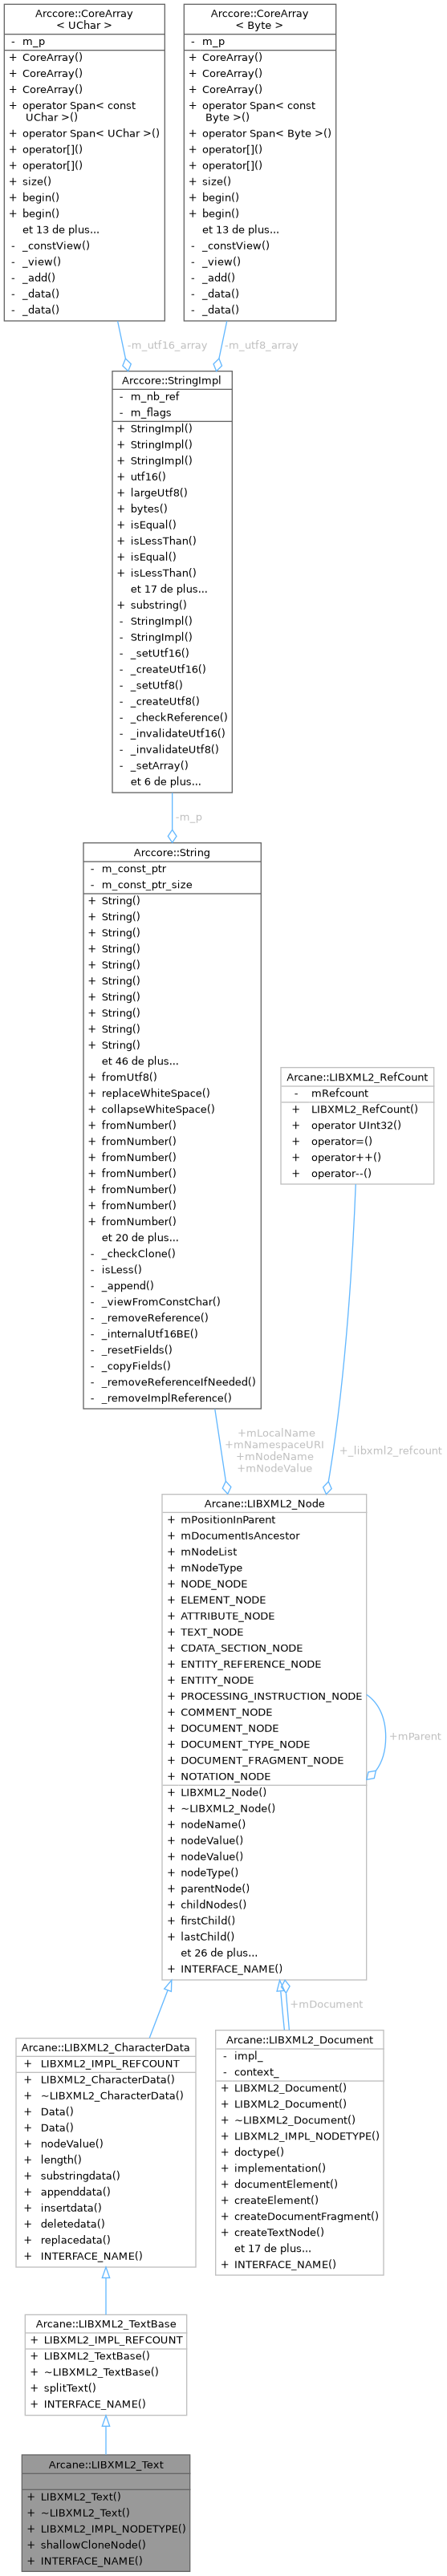 Arccore::CoreArray
< UChar >
- m_p
+ CoreArray()
+ CoreArray()
+ CoreArray()
+ operator Span< const
UChar >()
+ operator Span< UChar >()
+ operator[]()
+ operator[]()
+ size()
+ begin()
+ begin()
et 13 de plus...
- _constView()
- _view()
- _add()
- _data()
- _data()
Arccore::CoreArray
< Byte >
- m_p
+ CoreArray()
+ CoreArray()
+ CoreArray()
+ operator Span< const
Byte >()
+ operator Span< Byte >()
+ operator[]()
+ operator[]()
+ size()
+ begin()
+ begin()
et 13 de plus...
- _constView()
- _view()
- _add()
- _data()
- _data()
-m_utf16_array
-m_utf8_array
Arccore::StringImpl
- m_nb_ref
- m_flags
+ StringImpl()
+ StringImpl()
+ StringImpl()
+ utf16()
+ largeUtf8()
+ bytes()
+ isEqual()
+ isLessThan()
+ isEqual()
+ isLessThan()
et 17 de plus...
+ substring()
- StringImpl()
- StringImpl()
- _setUtf16()
- _createUtf16()
- _setUtf8()
- _createUtf8()
- _checkReference()
- _invalidateUtf16()
- _invalidateUtf8()
- _setArray()
et 6 de plus...
-m_p
Arccore::String
- m_const_ptr
- m_const_ptr_size
+ String()
+ String()
+ String()
+ String()
+ String()
+ String()
+ String()
+ String()
+ String()
+ String()
et 46 de plus...
+ fromUtf8()
+ replaceWhiteSpace()
+ collapseWhiteSpace()
+ fromNumber()
+ fromNumber()
+ fromNumber()
+ fromNumber()
+ fromNumber()
+ fromNumber()
+ fromNumber()
et 20 de plus...
- _checkClone()
- isLess()
- _append()
- _viewFromConstChar()
- _removeReference()
- _internalUtf16BE()
- _resetFields()
- _copyFields()
- _removeReferenceIfNeeded()
- _removeImplReference()
Arcane::LIBXML2_RefCount
- mRefcount
+ LIBXML2_RefCount()
+ operator UInt32()
+ operator=()
+ operator++()
+ operator--()
+mLocalName
+mNamespaceURI
+mNodeName
+mNodeValue
+_libxml2_refcount
Arcane::LIBXML2_Node
+ mPositionInParent
+ mDocumentIsAncestor
+ mNodeList
+ mNodeType
+ NODE_NODE
+ ELEMENT_NODE
+ ATTRIBUTE_NODE
+ TEXT_NODE
+ CDATA_SECTION_NODE
+ ENTITY_REFERENCE_NODE
+ ENTITY_NODE
+ PROCESSING_INSTRUCTION_NODE
+ COMMENT_NODE
+ DOCUMENT_NODE
+ DOCUMENT_TYPE_NODE
+ DOCUMENT_FRAGMENT_NODE
+ NOTATION_NODE
+ LIBXML2_Node()
+ ~LIBXML2_Node()
+ nodeName()
+ nodeValue()
+ nodeValue()
+ nodeType()
+ parentNode()
+ childNodes()
+ firstChild()
+ lastChild()
et 26 de plus...
+ INTERFACE_NAME()
+mParent
+mDocument
Arcane::LIBXML2_CharacterData
+ LIBXML2_IMPL_REFCOUNT
+ LIBXML2_CharacterData()
+ ~LIBXML2_CharacterData()
+ Data()
+ Data()
+ nodeValue()
+ length()
+ substringdata()
+ appenddata()
+ insertdata()
+ deletedata()
+ replacedata()
+ INTERFACE_NAME()
Arcane::LIBXML2_Document
- impl_
- context_
+ LIBXML2_Document()
+ LIBXML2_Document()
+ ~LIBXML2_Document()
+ LIBXML2_IMPL_NODETYPE()
+ doctype()
+ implementation()
+ documentElement()
+ createElement()
+ createDocumentFragment()
+ createTextNode()
et 17 de plus...
+ INTERFACE_NAME()
Arcane::LIBXML2_TextBase
+ LIBXML2_IMPL_REFCOUNT
+ LIBXML2_TextBase()
+ ~LIBXML2_TextBase()
+ splitText()
+ INTERFACE_NAME()
Arcane::LIBXML2_Text
+ LIBXML2_Text()
+ ~LIBXML2_Text()
+ LIBXML2_IMPL_NODETYPE()
+ shallowCloneNode()
+ INTERFACE_NAME()